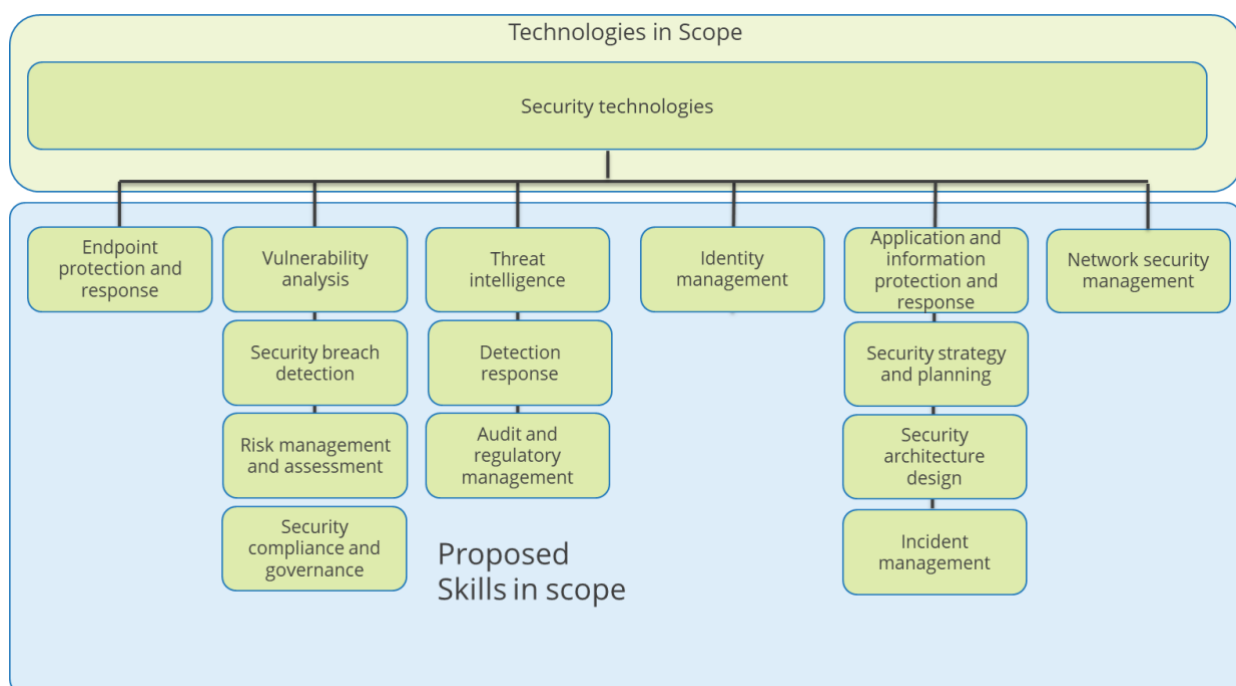 Technologies in Scope
Security technologies
Endpoint
protection and
response
Vulnerability
analysis
Threat
intelligence
Identity
management
Application and
information
protection and
response
Network security
management
Security breach
detection
Detection
response
Security strategy
and planning
Risk management
and assessment
Audit and
regulatory
management
Security
architecture
design
Security
compliance and
governance
Proposed
Skills in scope
Incident
management